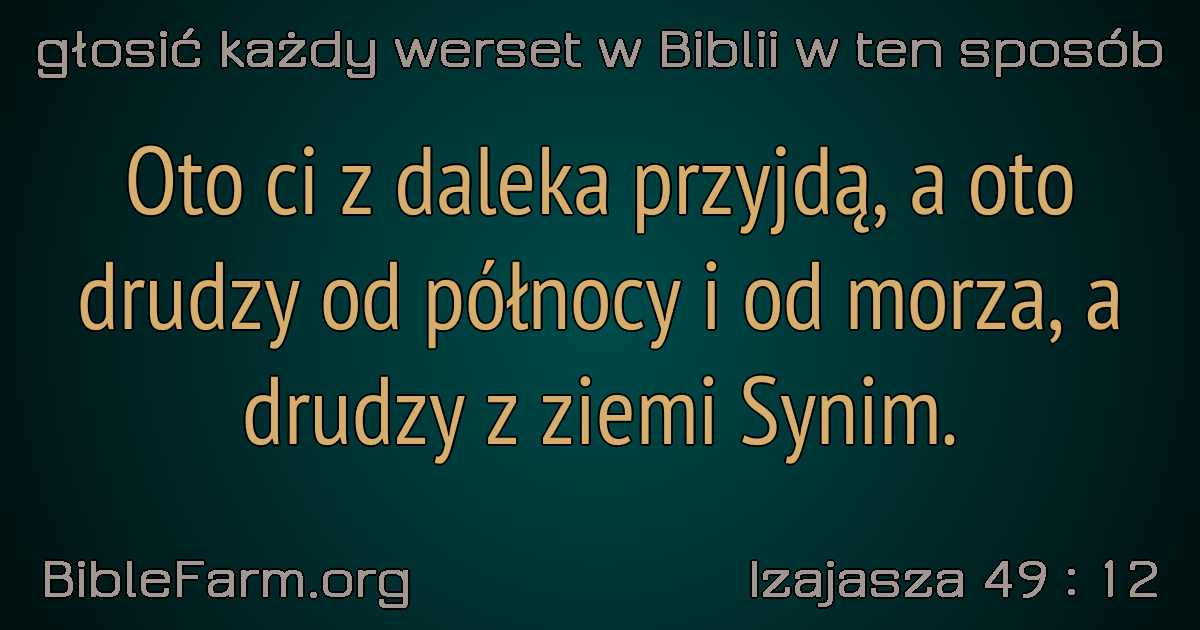 głosić każdy werset w Biblii w ten sposób
Oto ci z daleka przyjdą, a oto
drudzy od północy i od morza, a
drudzy z ziemi Synim.
BibleFarm.org
Izajasza 49 : 12